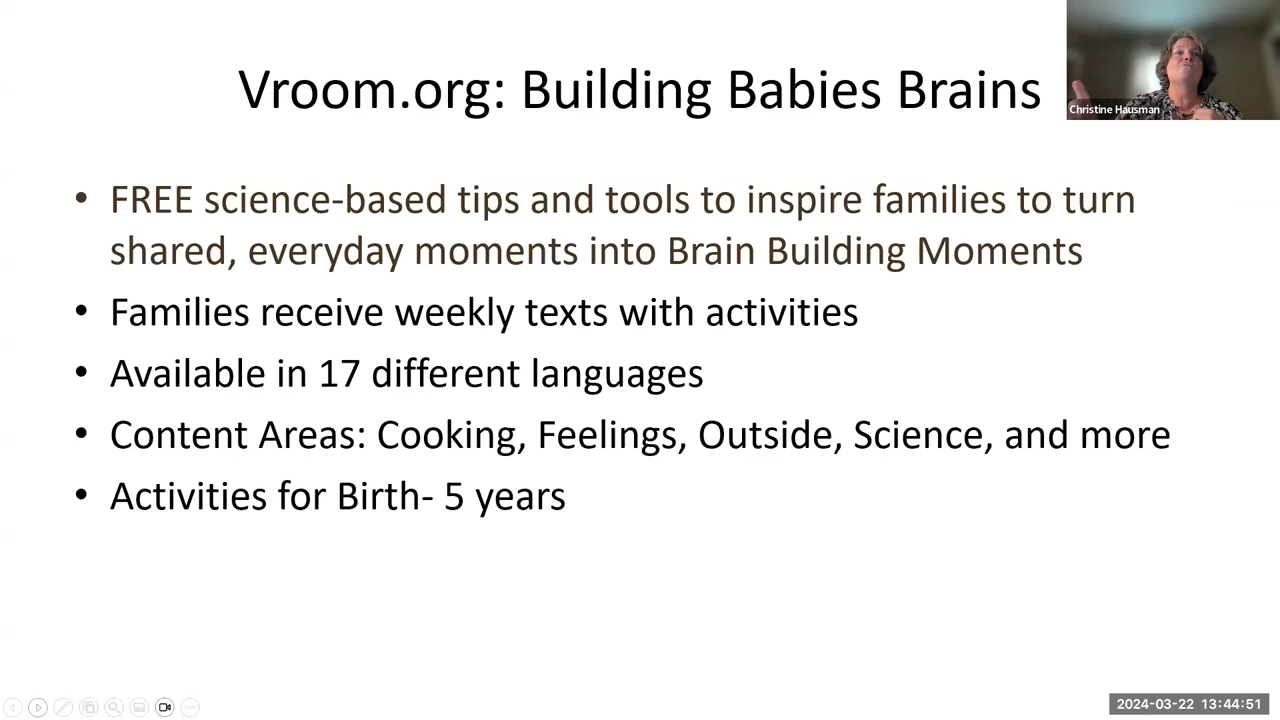 Vroom.org: Building Babies Brains
Christine Hausman
• FREE science-based tips and tools to inspire families to turn
shared, everyday moments into Brain Building Moments
• Families receive weekly texts with activities
• Available in 17 different languages
• Content Areas: Cooking, Feelings, Outside, Science, and more
• Activities for Birth- 5 years
2024-03-22 13:44:51